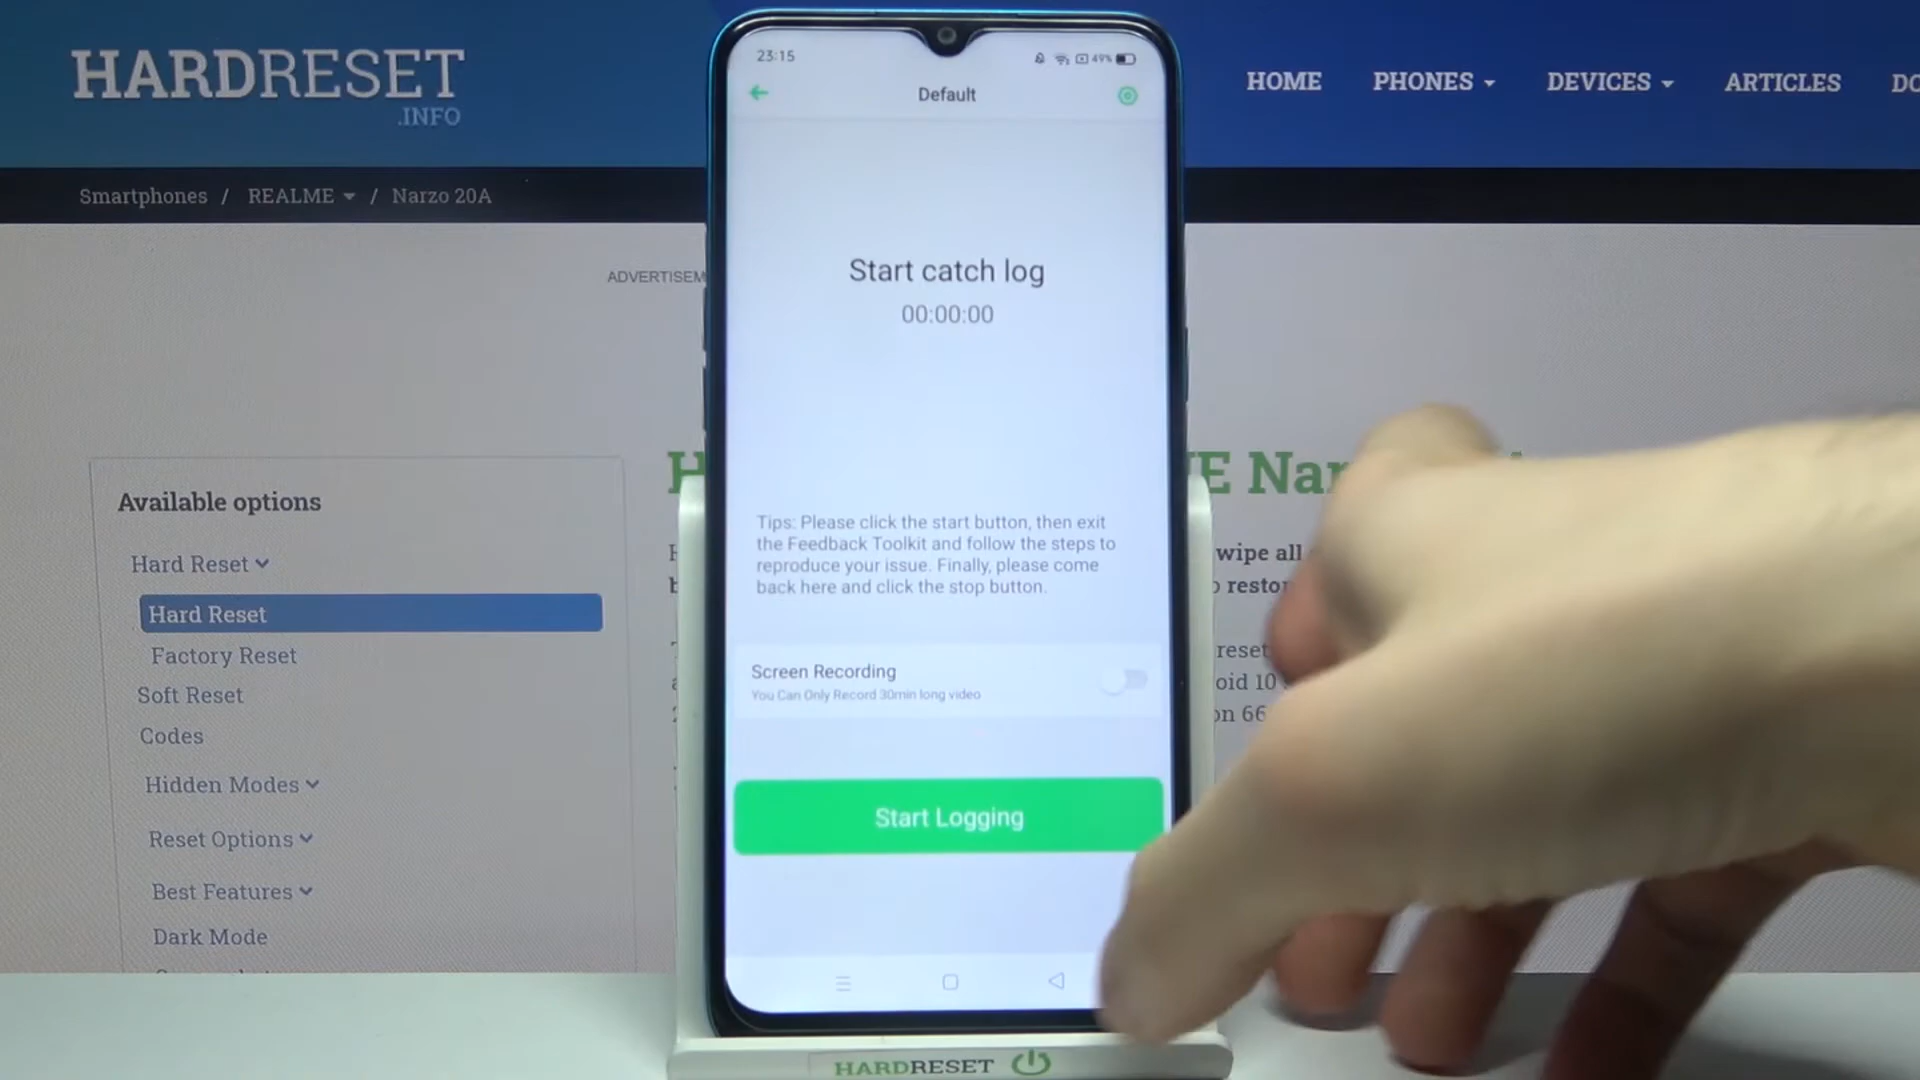 HARDRESET
.INFO
HOME PHONES DEVICES ARTICLES
Smartphones / REALME / Narzo 20A
23:15
49%
Default
Start catch log
00:00:00
Tips: Please click the start button, then exit
the Feedback Toolkit and follow the steps to
reproduce your issue. Finally, please come
back here and click the stop button.
Screen Recording
You Can Only Record 30min long video
Start Logging
Available options
Hard Reset
Hard Reset
Factory Reset
Soft Reset
Codes
Hidden Modes
Reset Options
Best Features
Dark Mode
wipe all
reset
HARDRESET